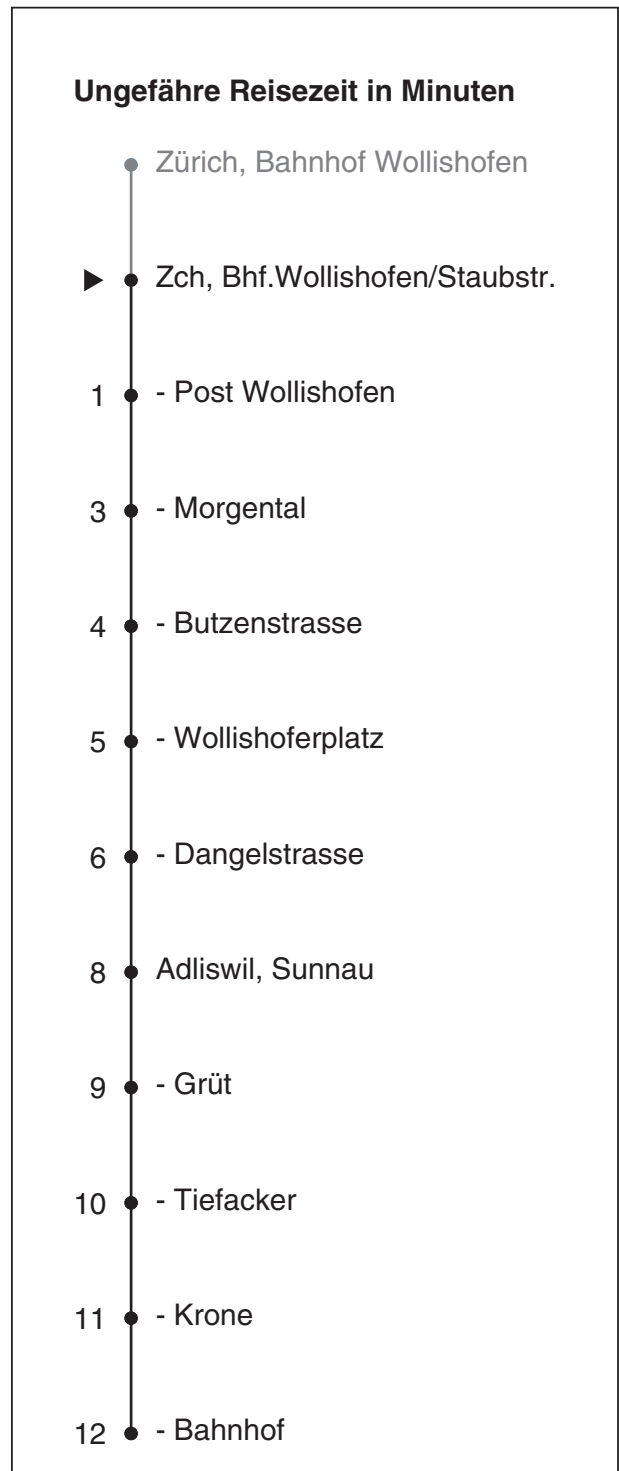 Ungefähre Reisezeit in Minuten
Zürich, Bahnhof Wollishofen
Zch, Bhf.Wollishofen/Staubstr.
1 - Post Wollishofen
3 - Morgental
4 - Butzenstrasse
5 - Wollishoferplatz
6 - Dangelstrasse
8 Adliswil, Sunnau
9 - Grüt
10 - Tiefacker
11 - Krone
12 - Bahnhof